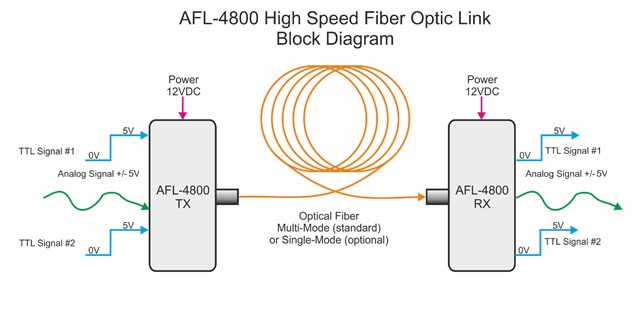 AFL-4800 High Speed Fiber Optic Link
Block Diagram
Power
12VDC
Power
12VDC
5V
TTL Signal #1
0V
Analog Signal +/-5V
5V
TTL Signal #2
0V
AFL-4800
TX
Optical Fiber
Multi-Mode (standard)
or Single-Mode (optional)
AFL-4800
RX
5V
TTL Signal #1
0V
Analog Signal +/-5V
5V
TTL Signal #2
0V